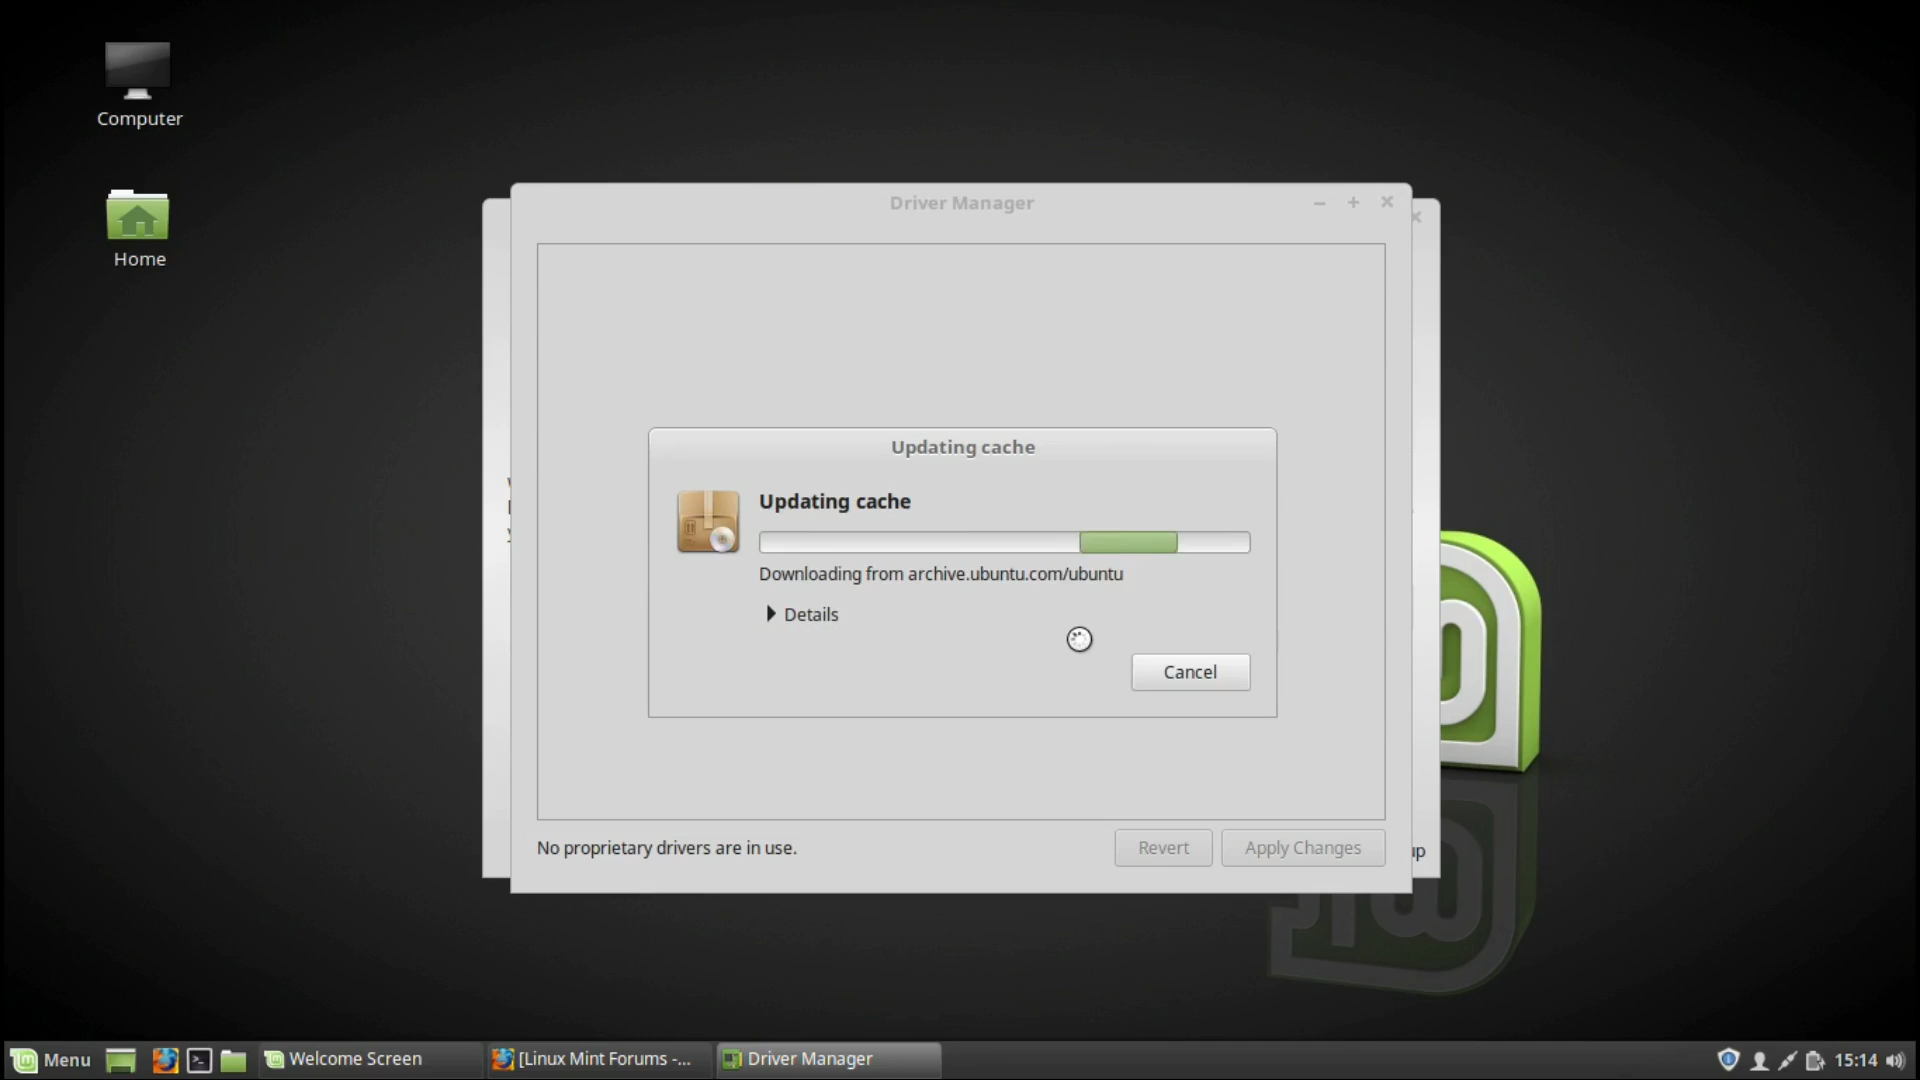 Computer
Home
Driver Manager
Updating cache
Updating cache
Downloading from archive.ubuntu.com/ubuntu
Details
Cancel
No proprietary drivers are in use.
Revert
Apply Changes
up
Menu
Welcome Screen
[Linux Mint Forums -...
Driver Manager
15:14